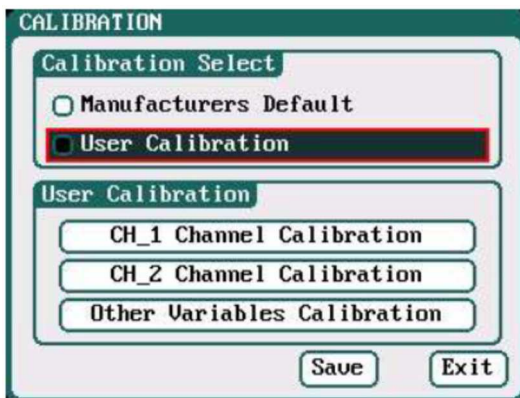 CALIBRATION
Calibration Select
Manufacturers Default
User Calibration
User Calibration
CH_1 Channel Calibration
CH_2 Channel Calibration
Other Variables Calibration
Save Exit